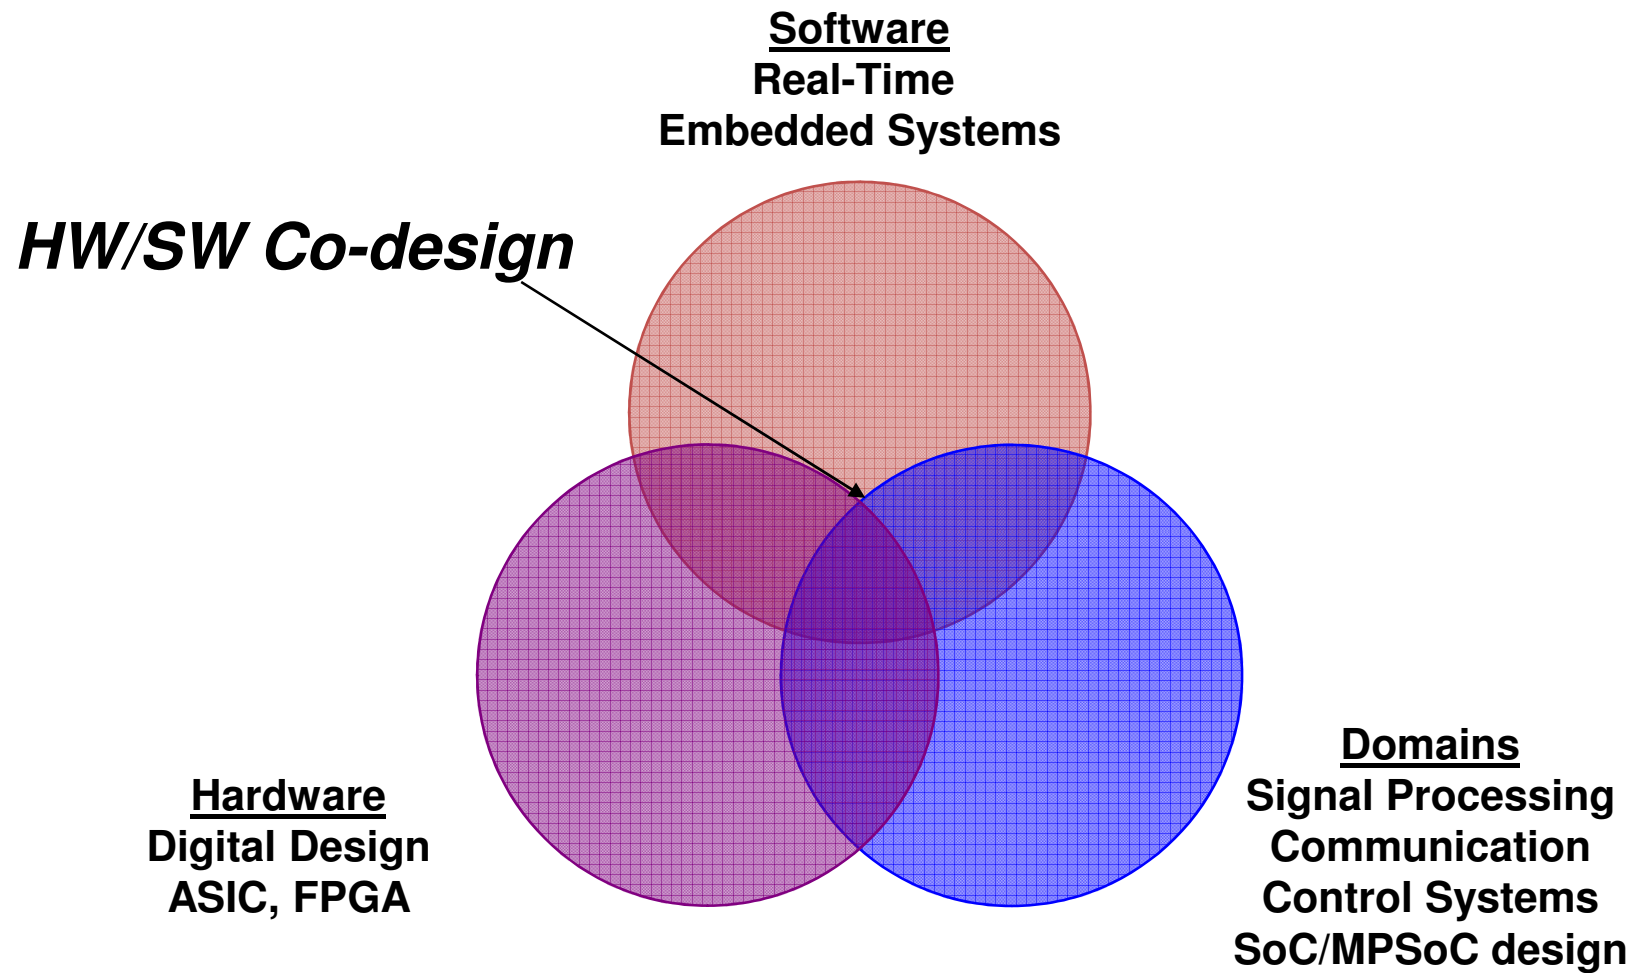 Software
Real-Time
Embedded Systems
HW/SW Co-design
Hardware
Digital Design
ASIC, FPGA
Domains
Signal Processing
Communication
Control Systems
SoC/MPSoC design